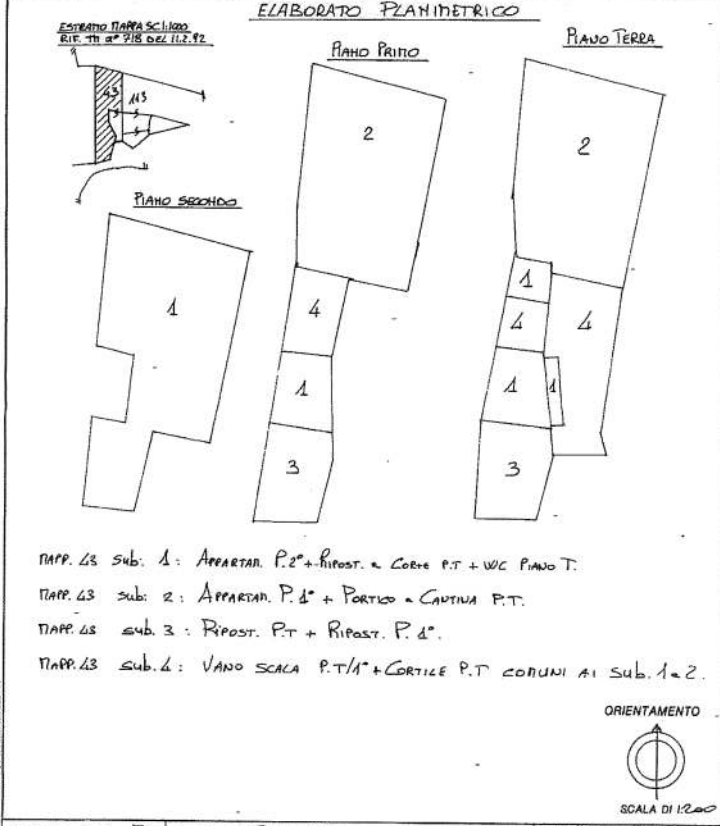 ELABORATO PLANIMETRICO
ESTRATTO MAPPA SC 1:1000
RIF. TM n° 718 DEL 11.2.92
43 113
PIANO PRIMO
PIANO TERRA
PIANO SECONDO
2
2
1
4
1
3
1
4
4
1
1
3
MAPP. 43 sub. 1 : APPARTAM. P.2° + RIPOST. e CORTE P.T + WC PIANO T.
MAPP. 43 sub. 2 : APPARTAM. P.1° + PORTICO e CANTINA P.T.
MAPP. 43 sub. 3 : RIPOST. P.T + RIPOST. P. 1°.
MAPP. 43 sub. 4 : VANO SCALA P.T/1° + CORTILE P.T COMUNI AI SUB. 1 e 2.
ORIENTAMENTO
SCALA DI 1:200